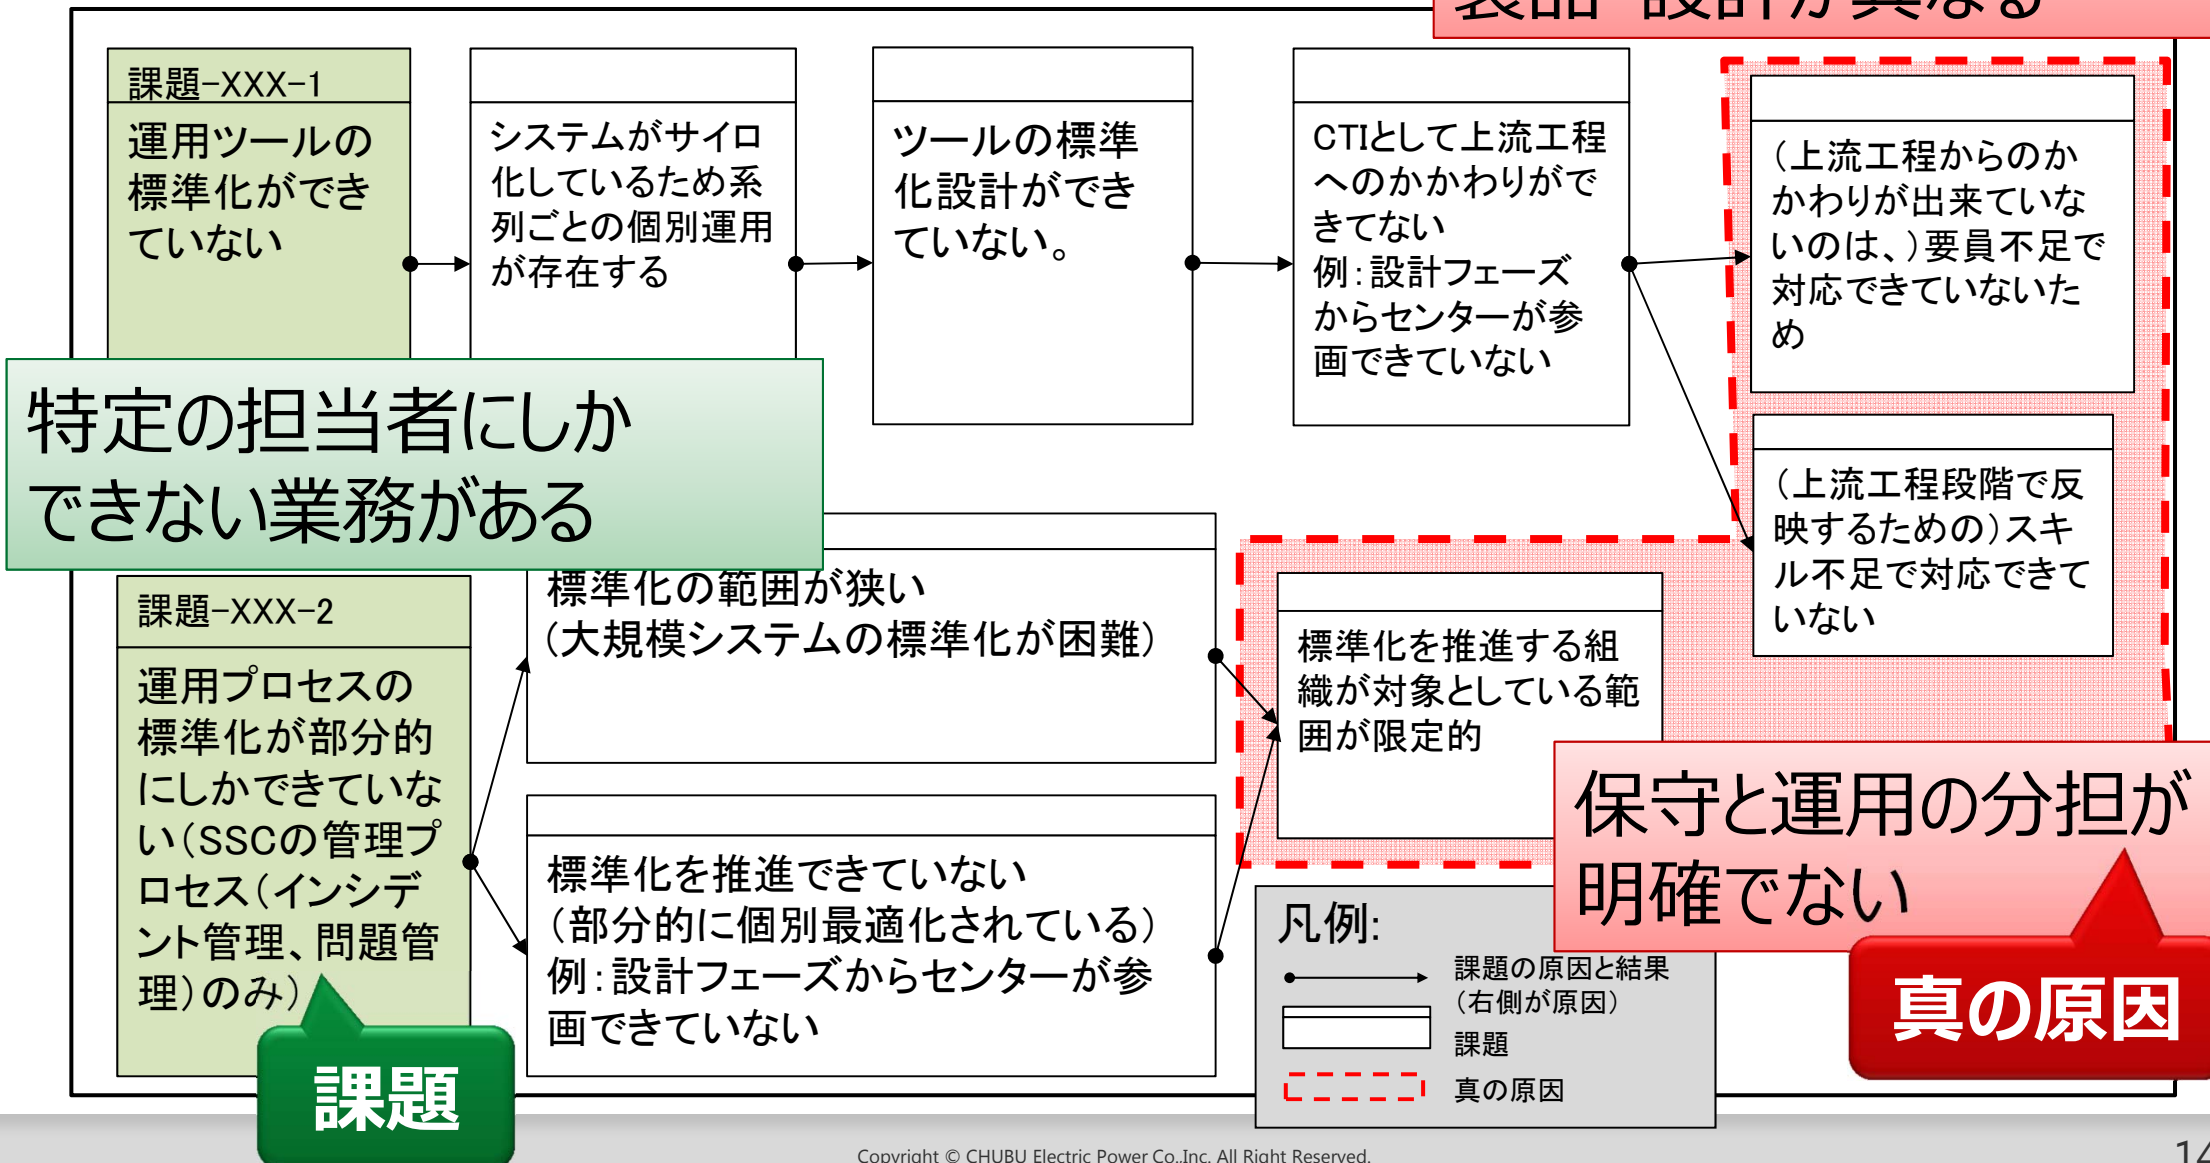 製品・設計が異なる
課題-XXX-1
運用ツールの
標準化ができ
ていない
システムがサイロ
化しているため系
列ごとの個別運用
が存在する
ツールの標準
化設計ができ
ていない。
CTIとして上流工程
へのかかわりがで
きてない
例:設計フェーズ
からセンターが参
画できていない
(上流工程からのか
かわりが出来ていな
いのは、)要員不足で
対応できていないた
め
(上流工程段階で反
映するための)スキ
ル不足で対応できて
いない
特定の担当者にしか
できない業務がある
課題-XXX-2
運用プロセスの
標準化が部分的
にしかできていな
い(SSCの管理プ
ロセス(インシデ
ント管理、問題管
理)のみ)
標準化の範囲が狭い
(大規模システムの標準化が困難)
標準化を推進できていない
(部分的に個別最適化されている)
例:設計フェーズからセンターが参
画できていない
標準化を推進する組
織が対象としている範
囲が限定的
保守と運用の分担が
明確でない
真の原因
課題
凡例:
課題の原因と結果
(右側が原因)
課題
真の原因
Copyright © CHUBU Electric Power Co.,Inc. All Right Reserved.